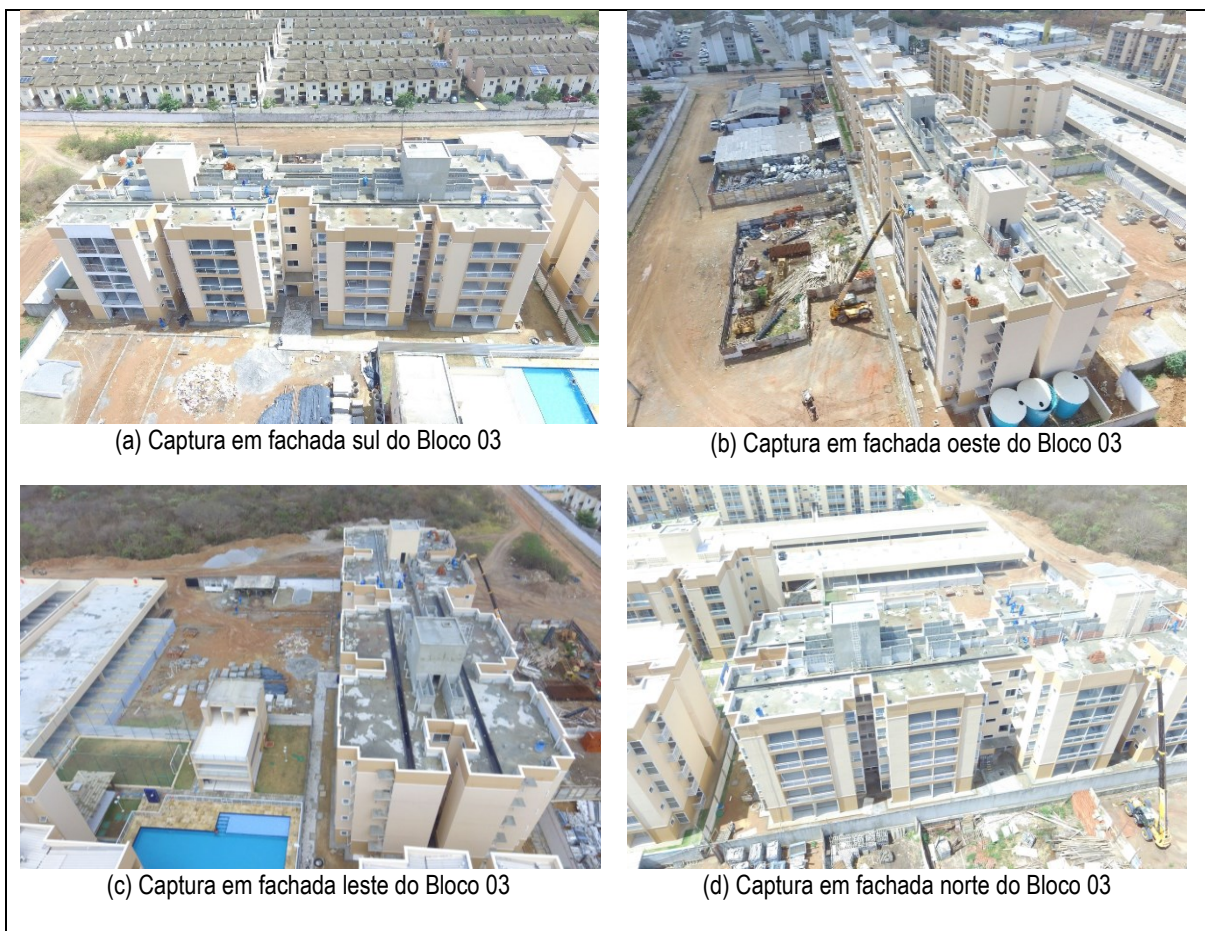 (a) Captura em fachada sul do Bloco 03
(b) Captura em fachada oeste do Bloco 03
(c) Captura em fachada leste do Bloco 03
(d) Captura em fachada norte do Bloco 03